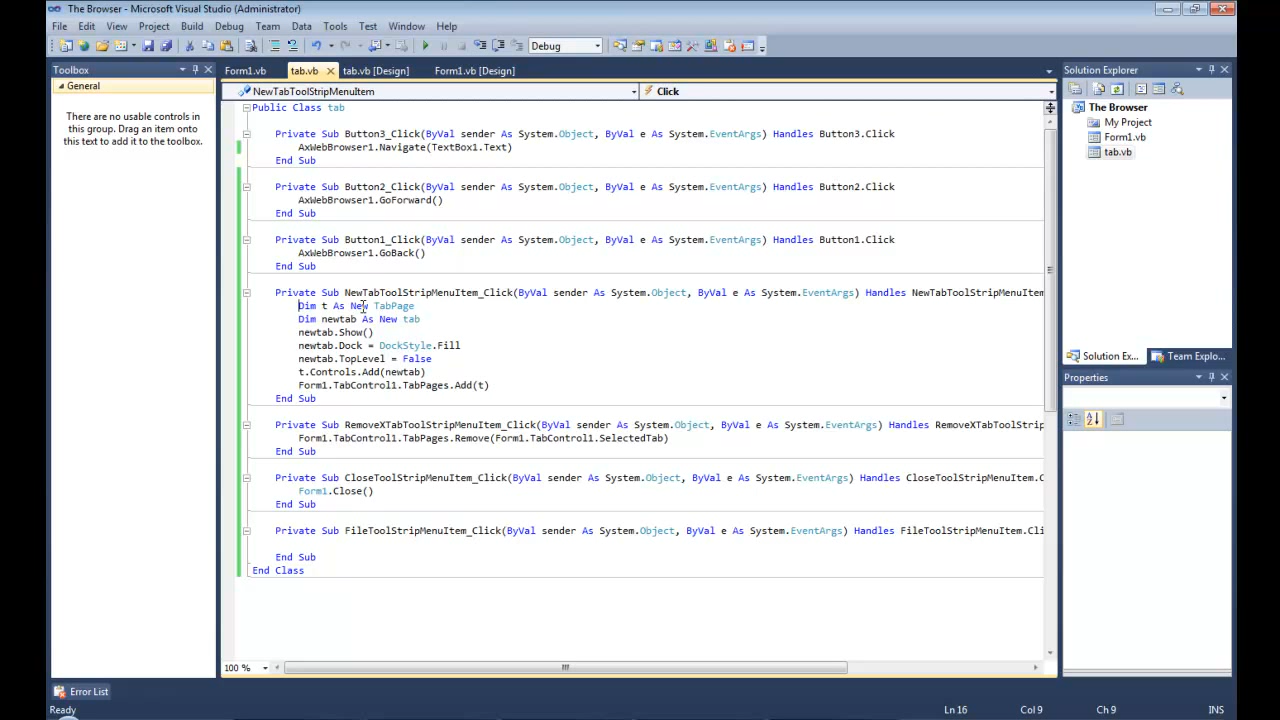 The Browser - Microsoft Visual Studio (Administrator)
File Edit View Project Build Debug Team Data Tools Test Window Help
Debug
Toolbox
General
There are no usable controls in this group. Drag an item onto this text to add it to the toolbox.
Form1.vb tab.vb tab.vb [Design] Form1.vb [Design]
NewTabToolStripMenuItem Click
Public Class tab
Private Sub Button3_Click(ByVal sender As System.Object, ByVal e As System.EventArgs) Handles Button3.Click
AxWebBrowser1.Navigate(TextBox1.Text)
End Sub
Private Sub Button2_Click(ByVal sender As System.Object, ByVal e As System.EventArgs) Handles Button2.Click
AxWebBrowser1.GoForward()
End Sub
Private Sub Button1_Click(ByVal sender As System.Object, ByVal e As System.EventArgs) Handles Button1.Click
AxWebBrowser1.GoBack()
End Sub
Private Sub NewTabToolStripMenuItem_Click(ByVal sender As System.Object, ByVal e As System.EventArgs) Handles NewTabToolStripMenuItem
Dim t As New TabPage
Dim newtab As New tab
newtab.Show()
newtab.Dock = DockStyle.Fill
newtab.TopLevel = False
t.Controls.Add(newtab)
Form1.TabControl1.TabPages.Add(t)
End Sub
Private Sub RemoveXTabToolStripMenuItem_Click(ByVal sender As System.Object, ByVal e As System.EventArgs) Handles RemoveXTabToolStrip
Form1.TabControl1.TabPages.Remove(Form1.TabControl1.SelectedTab)
End Sub
Private Sub CloseToolStripMenuItem_Click(ByVal sender As System.Object, ByVal e As System.EventArgs) Handles CloseToolStripMenuItem.C
Form1.Close()
End Sub
Private Sub FileToolStripMenuItem_Click(ByVal sender As System.Object, ByVal e As System.EventArgs) Handles FileToolStripMenuItem.Cli
End Sub
End Class
100 %
Solution Explorer
The Browser
My Project
Form1.vb
tab.vb
Solution Ex... Team Explo...
Properties
Error List
Ready Ln 16 Col 9 Ch 9 INS